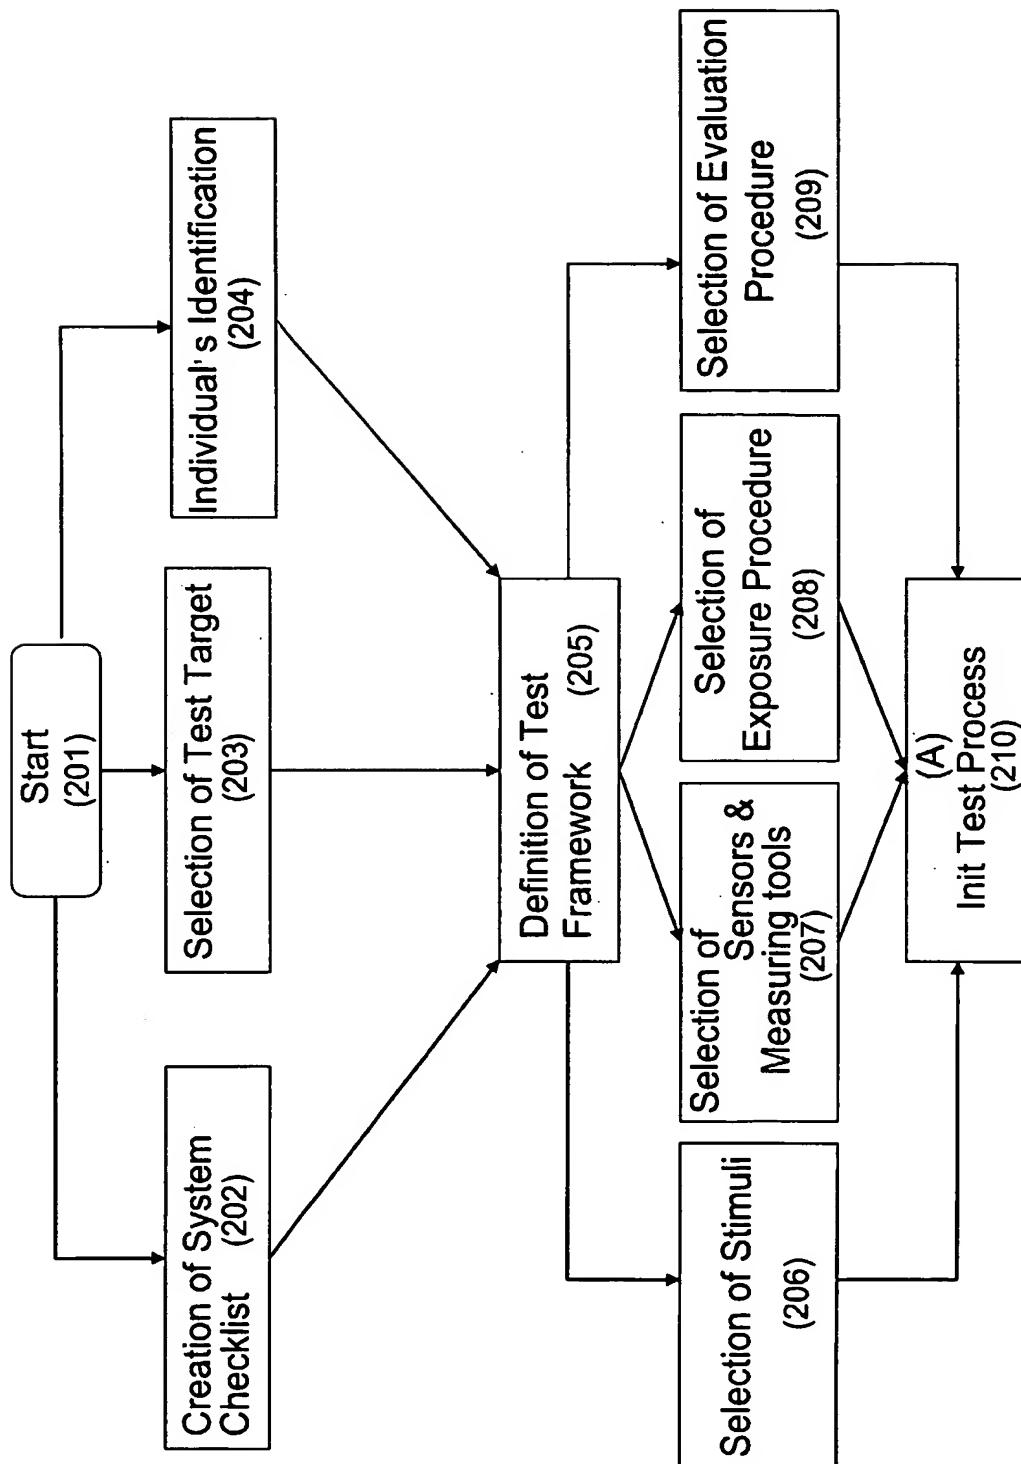 Start
(201)
Creation of System
Checklist (202)
Selection of Test Target
(203)
Individual's Identification
(204)
Definition of Test
Framework (205)
Selection of Stimuli
(206)
Selection of
Sensors &
Measuring tools
(207)
Selection of
Exposure Procedure
(208)
Selection of Evaluation
Procedure
(209)
(A)
Init Test Process
(210)